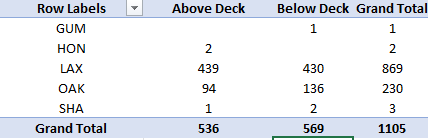 Row Labels Above Deck Below Deck Grand Total
GUM 1 1
HON 2 2
LAX 439 430 869
OAK 94 136 230
SHA 1 2 3
Grand Total 536 569 1105